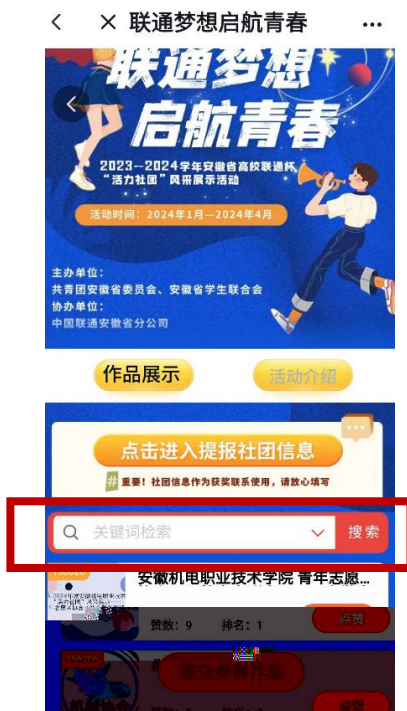 联通梦想启航青春
联通梦想
启航青春
2023--2024学年安徽省高校联通杯
“活力社团”风采展示活动
活动时间：2024年1月—2024年4月
主办单位：
共青团安徽省委员会、安徽省学生联合会
协办单位：
中国联通安徽省分公司
作品展示
活动介绍
点击进入提报社团信息
#重要！社团信息作为获奖联系使用，请放心填写
关键词检索
搜索
安徽机电职业技术学院 青年志愿...
赞数：9
排名：1
点赞
156206
提交参赛作品
点赞